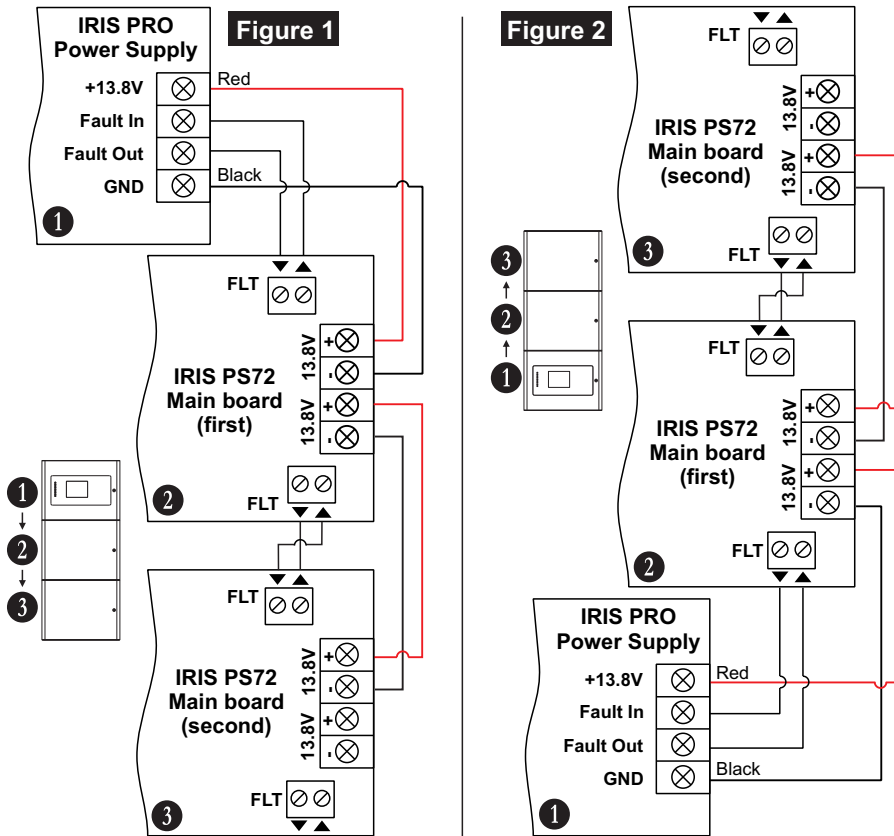 Figure 1
IRIS PRO
Power Supply
+13.8V
Red
Fault In
Fault Out
GND
Black
1
FLT
+
13.8V
-
+
13.8V
-
IRIS PS72
Main board
(first)
FLT
2
1
2
3
FLT
+
13.8V
-
+
13.8V
-
IRIS PS72
Main board
(second)
FLT
3
Figure 2
FLT
+
13.8V
-
+
13.8V
-
IRIS PS72
Main board
(second)
FLT
3
3
2
1
FLT
+
13.8V
-
+
13.8V
-
IRIS PS72
Main board
(first)
FLT
2
IRIS PRO
Power Supply
+13.8V
Red
Fault In
Fault Out
GND
Black
1